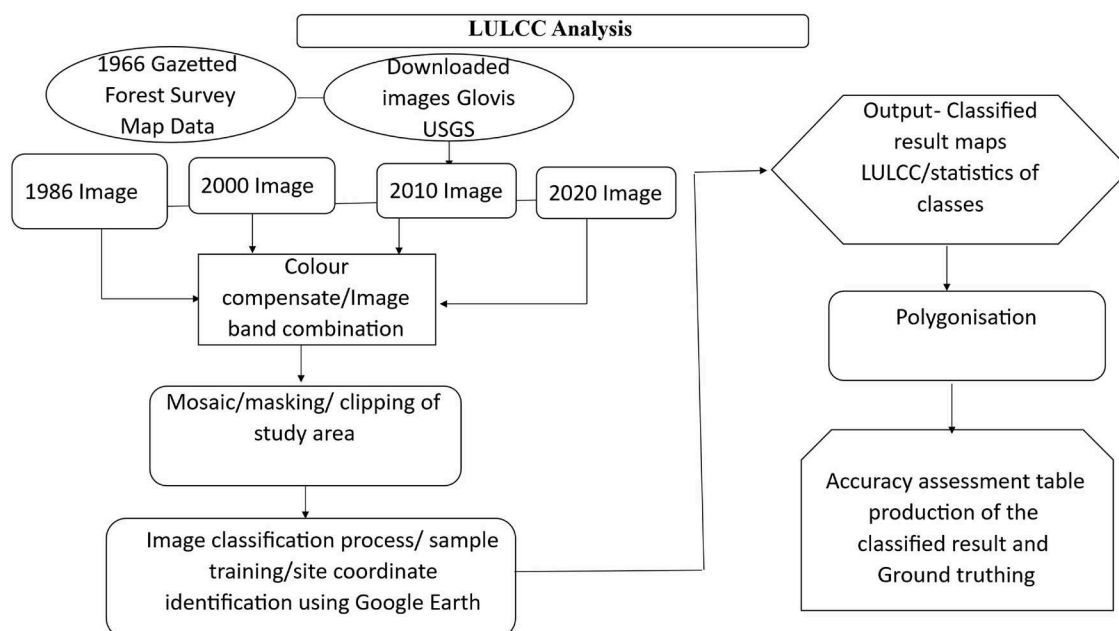 LULCC Analysis
1966 Gazetted
Forest Survey
Map Data
Downloaded
images Glovis
USGS
1986 Image
2000 Image
2010 Image
2020 Image
Colour
compensate/Image
band combination
Mosaic/masking/ clipping of
study area
Image classification process/ sample
training/site coordinate
identification using Google Earth
Output- Classified
result maps
LULCC/statistics of
classes
Polygonisation
Accuracy assessment table
production of the
classified result and
Ground truthing